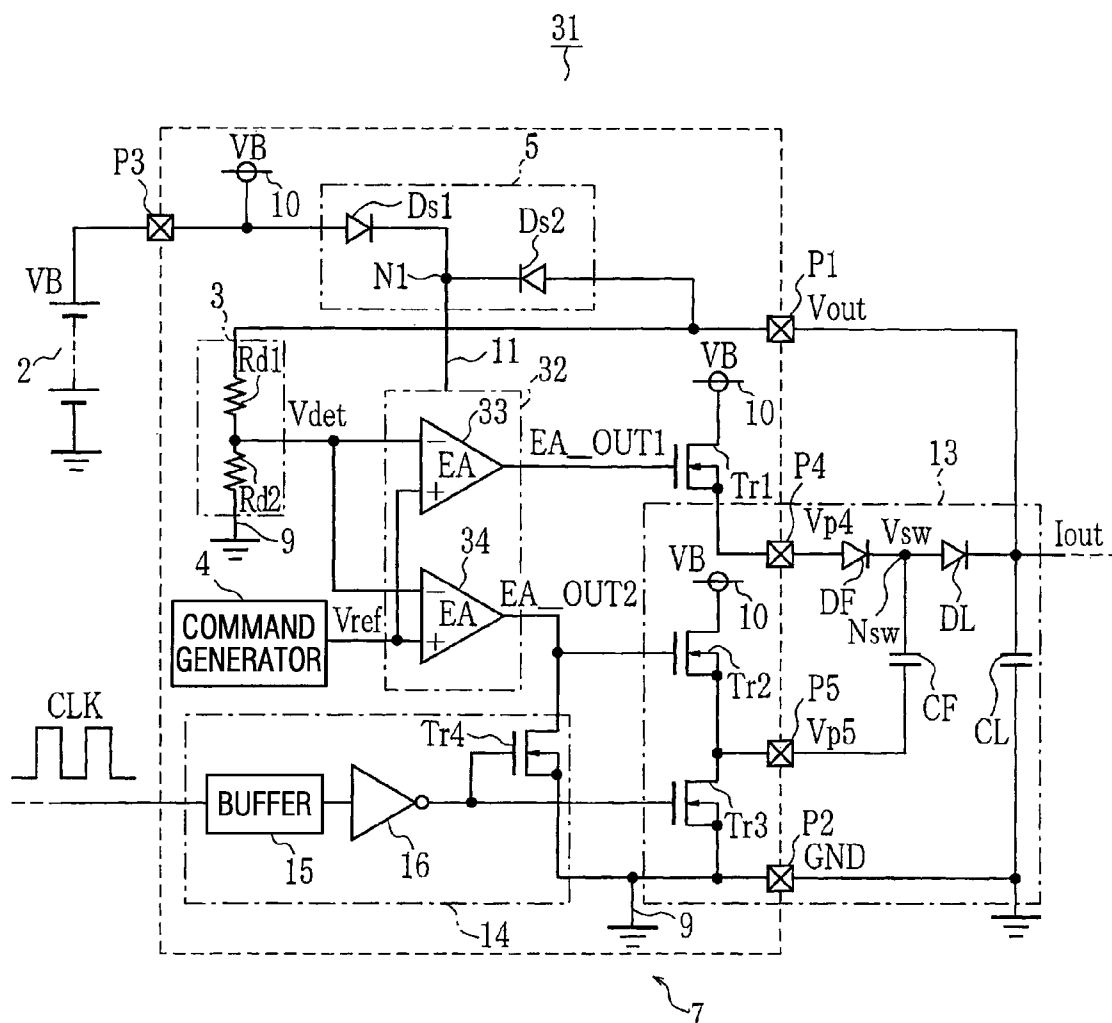 31
VB
5
P3
10
Ds1
Ds2
N1
P1
VB
Vout
3
11
VB
32
2
Rd1
10
33
Vdet
EA_OUT1
P4
13
−
EA
Tr1
+
Rd2
Vp4
Vsw
Iout
9
34
4
VB
EA_OUT2
DF
DL
−
10
Nsw
COMMAND
GENERATOR
Vref
EA
+
Tr2
CF
CL
CLK
P5
Tr4
Vp5
BUFFER
Tr3
P2
15
16
GND
14
9
7